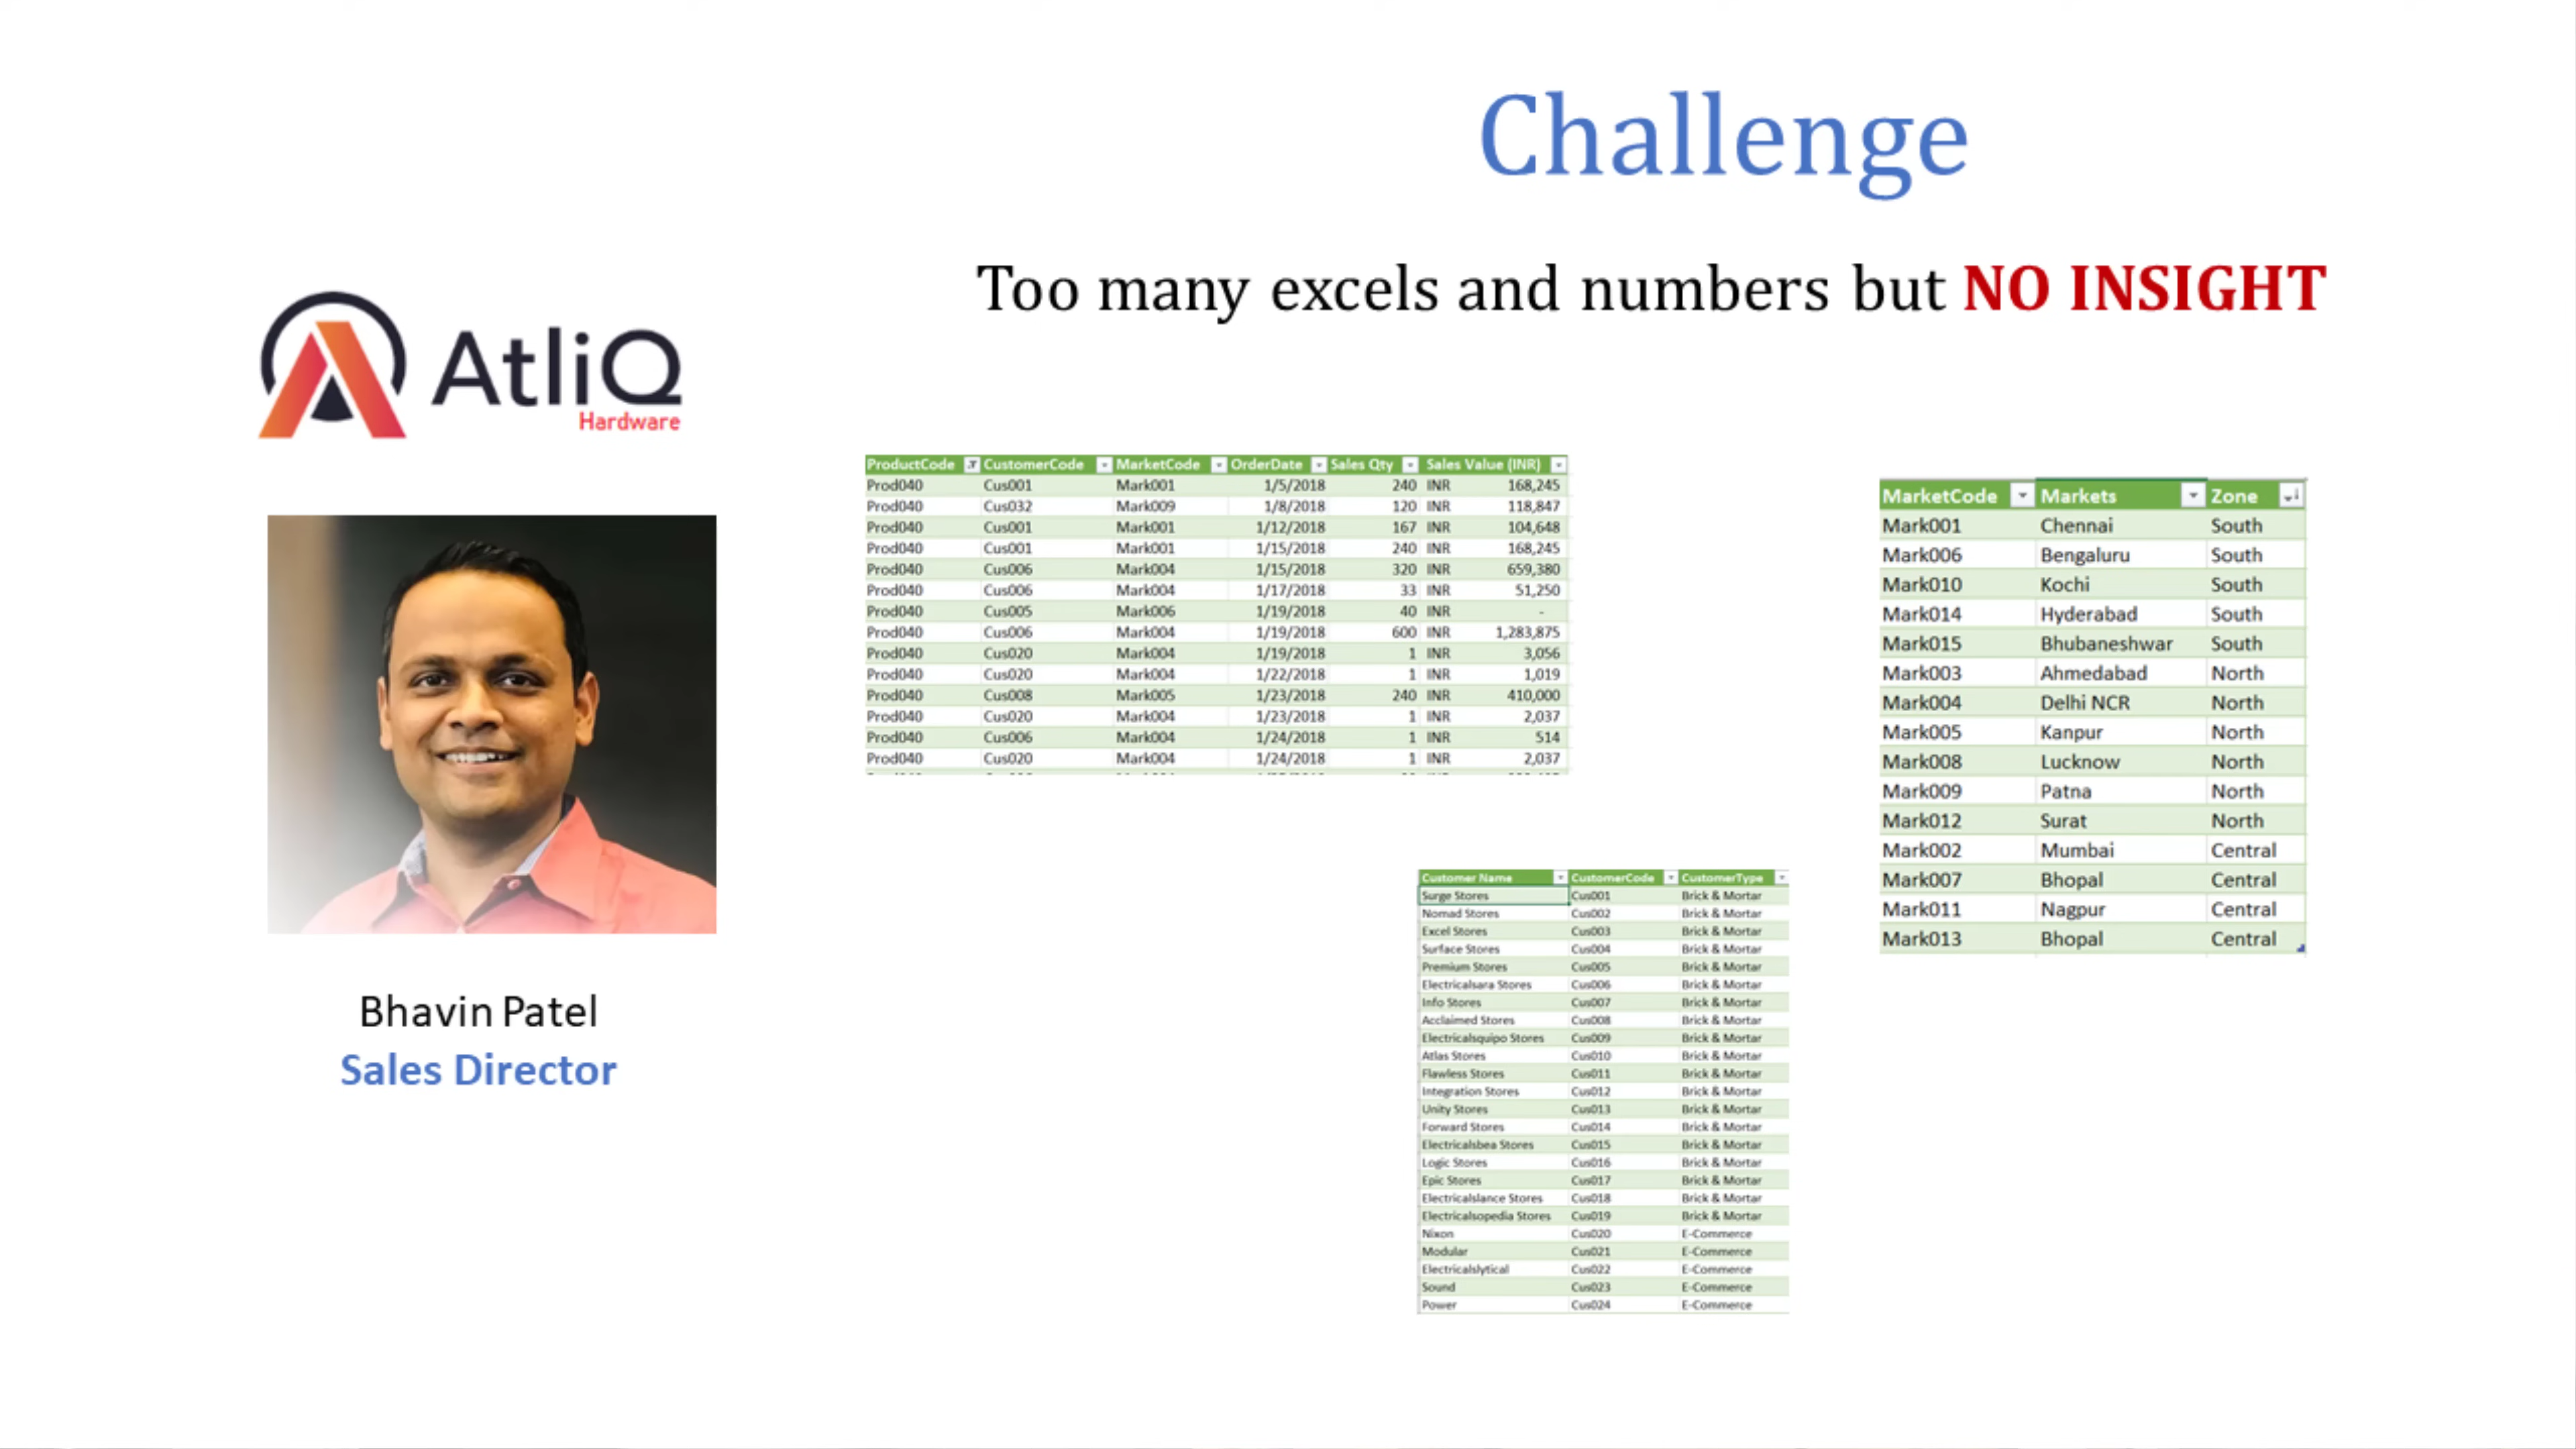 Challenge
Too many excels and numbers but NO INSIGHT
AtliQ
Hardware
Bhavin Patel
Sales Director
ProductCode CustomerCode MarketCode OrderDate Sales Qty Sales Value (INR)
Prod040 Cus001 Mark001 1/5/2018 240 INR 168,245
Prod040 Cus032 Mark009 1/8/2018 120 INR 118,847
Prod040 Cus001 Mark001 1/12/2018 167 INR 104,648
Prod040 Cus001 Mark001 1/15/2018 240 INR 168,245
Prod040 Cus006 Mark004 1/15/2018 320 INR 659,380
Prod040 Cus006 Mark004 1/17/2018 33 INR 51,250
Prod040 Cus005 Mark006 1/19/2018 40 INR -
Prod040 Cus006 Mark004 1/19/2018 600 INR 1,283,875
Prod040 Cus020 Mark004 1/19/2018 1 INR 3,056
Prod040 Cus020 Mark004 1/22/2018 1 INR 1,019
Prod040 Cus008 Mark005 1/23/2018 240 INR 410,000
Prod040 Cus020 Mark004 1/23/2018 1 INR 2,037
Prod040 Cus006 Mark004 1/24/2018 1 INR 514
Prod040 Cus020 Mark004 1/24/2018 1 INR 2,037
MarketCode Markets Zone
Mark001 Chennai South
Mark006 Bengaluru South
Mark010 Kochi South
Mark014 Hyderabad South
Mark015 Bhubaneshwar South
Mark003 Ahmedabad North
Mark004 Delhi NCR North
Mark005 Kanpur North
Mark008 Lucknow North
Mark009 Patna North
Mark012 Surat North
Mark002 Mumbai Central
Mark007 Bhopal Central
Mark011 Nagpur Central
Mark013 Bhopal Central
Customer Name CustomerCode CustomerType
Surge Stores Cus001 Brick & Mortar
Nomad Stores Cus002 Brick & Mortar
Excel Stores Cus003 Brick & Mortar
Surface Stores Cus004 Brick & Mortar
Premium Stores Cus005 Brick & Mortar
Electricalsara Stores Cus006 Brick & Mortar
Info Stores Cus007 Brick & Mortar
Acclaimed Stores Cus008 Brick & Mortar
Electricalsquipo Stores Cus009 Brick & Mortar
Atlas Stores Cus010 Brick & Mortar
Flawless Stores Cus011 Brick & Mortar
Integration Stores Cus012 Brick & Mortar
Unity Stores Cus013 Brick & Mortar
Forward Stores Cus014 Brick & Mortar
Electricalsbea Stores Cus015 Brick & Mortar
Logic Stores Cus016 Brick & Mortar
Epic Stores Cus017 Brick & Mortar
Electricalslance Stores Cus018 Brick & Mortar
Electricalsopedia Stores Cus019 Brick & Mortar
Nixon Cus020 E-Commerce
Modular Cus021 E-Commerce
Electricalslytical Cus022 E-Commerce
Sound Cus023 E-Commerce
Power Cus024 E-Commerce